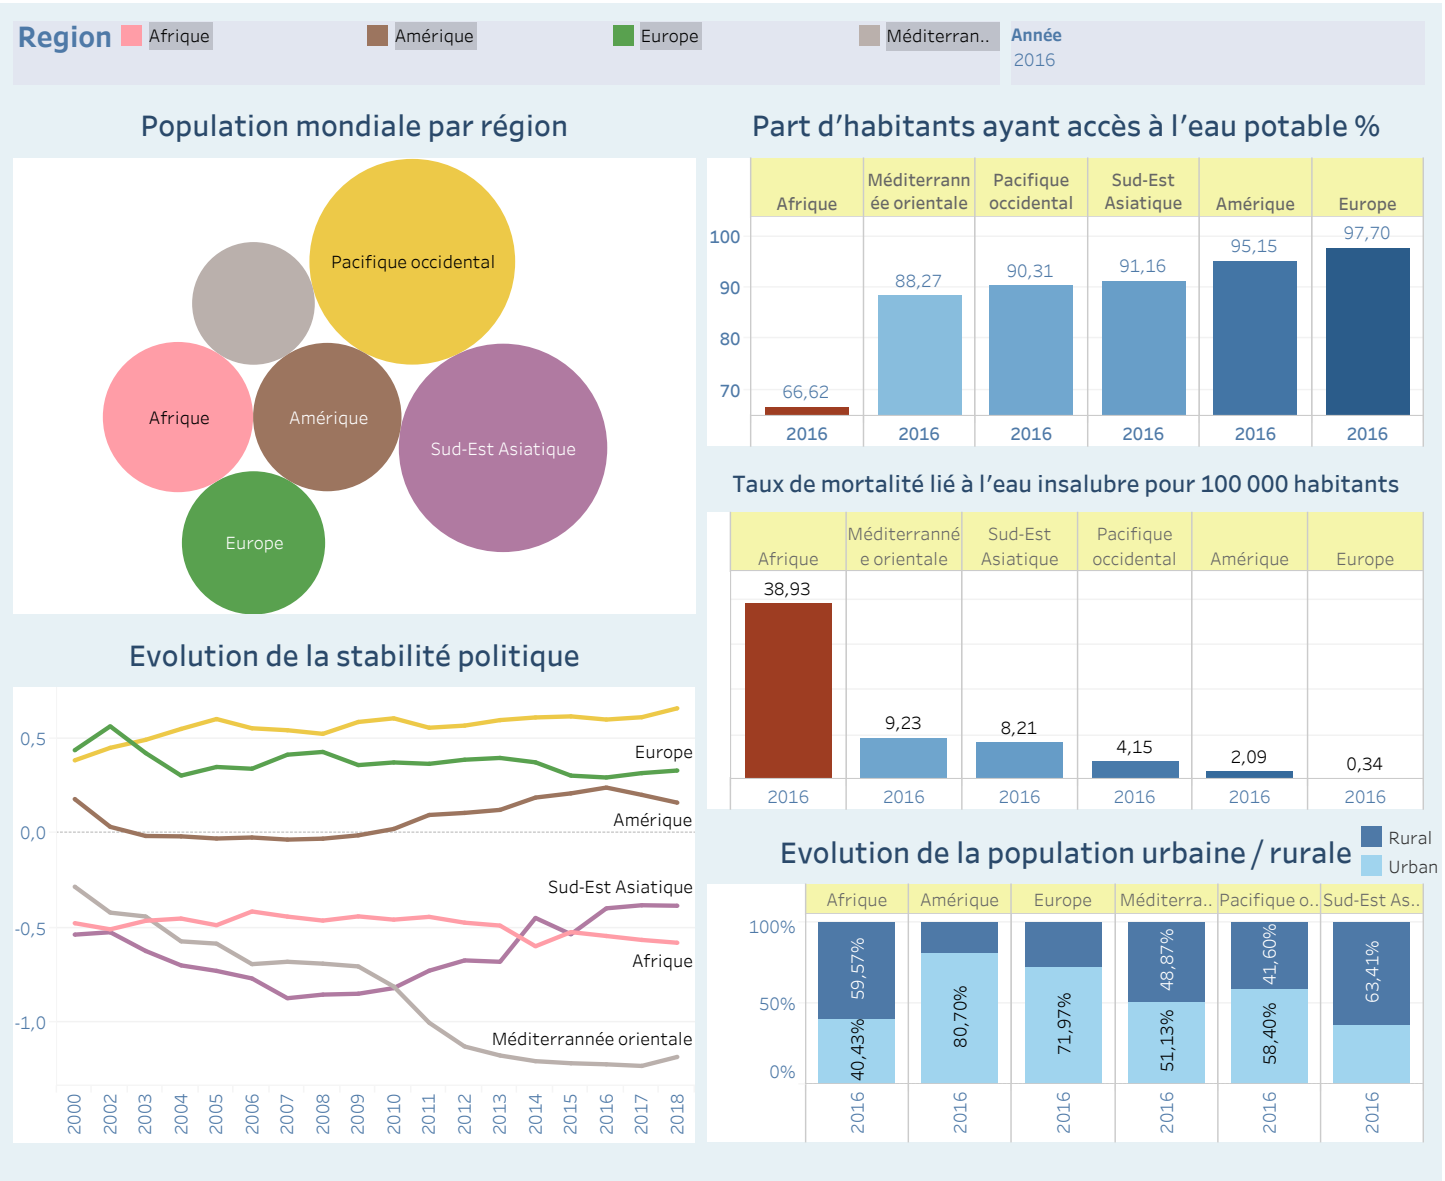 Region
Afrique
Amérique
Europe
Méditerran..
Année
2016
Population mondiale par région
Pacifique occidental
Afrique
Amérique
Sud-Est Asiatique
Europe
Part d’habitants ayant accès à l’eau potable %
Afrique
Méditerrann
ée orientale
Pacifique
occidental
Sud-Est
Asiatique
Amérique
Europe
100
90
80
70
66,62
88,27
90,31
91,16
95,15
97,70
2016
2016
2016
2016
2016
2016
Taux de mortalité lié à l’eau insalubre pour 100 000 habitants
Afrique
Méditerranné
e orientale
Sud-Est
Asiatique
Pacifique
occidental
Amérique
Europe
38,93
9,23
8,21
4,15
2,09
0,34
2016
2016
2016
2016
2016
2016
Evolution de la stabilité politique
0,5
0,0
-0,5
-1,0
Europe
Amérique
Sud-Est Asiatique
Afrique
Méditerrannée orientale
2000
2002
2003
2004
2005
2006
2007
2008
2009
2010
2011
2012
2013
2014
2015
2016
2017
2018
Evolution de la population urbaine / rurale
Rural
Urban
Afrique
Amérique
Europe
Méditerra..
Pacifique o..
Sud-Est As..
100%
50%
0%
59,57%
40,43%
80,70%
71,97%
48,87%
51,13%
41,60%
58,40%
63,41%
2016
2016
2016
2016
2016
2016